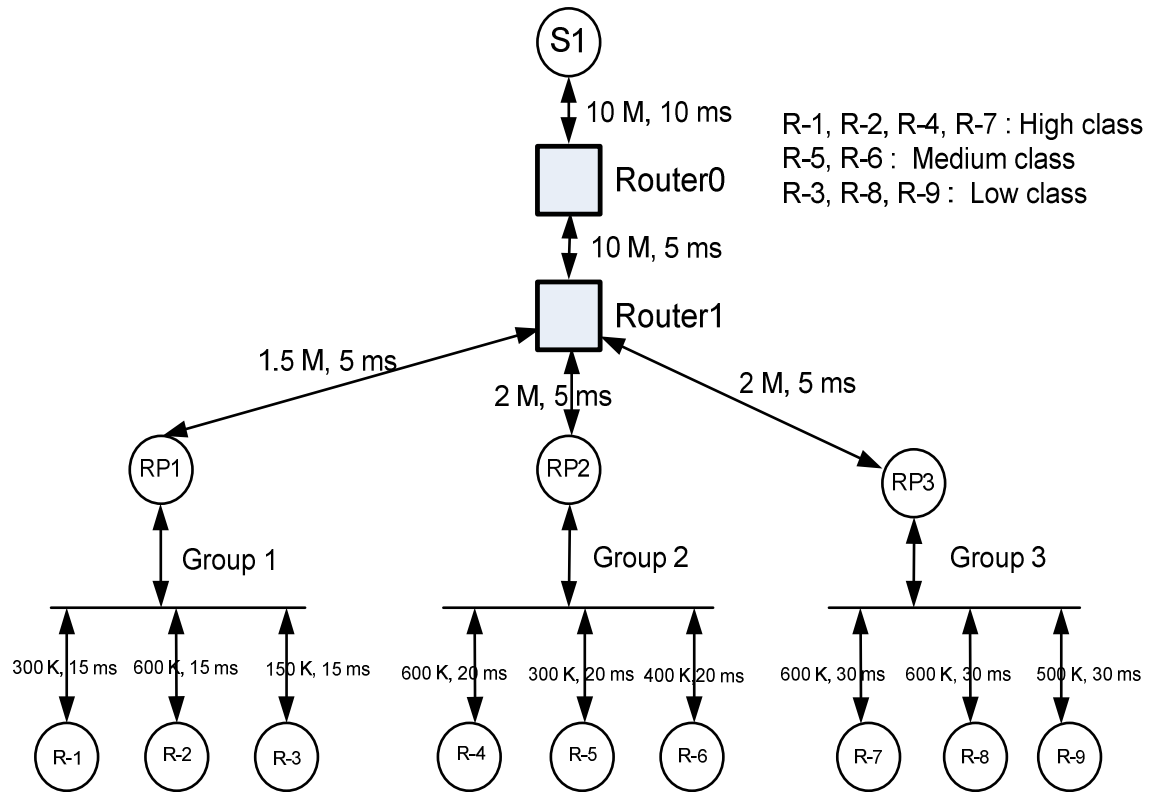 S1
10 M, 10 ms
R-1, R-2, R-4, R-7 : High class
R-5, R-6 : Medium class
R-3, R-8, R-9 : Low class
Router0
10 M, 5 ms
Router1
1.5 M, 5 ms
2 M, 5 ms
2 M, 5 ms
RP1
RP2
RP3
Group 1
Group 2
Group 3
300 K, 15 ms
600 K, 15 ms
150 K, 15 ms
600 K, 20 ms
300 K, 20 ms
400 K,20 ms
600 K, 30 ms
600 K, 30 ms
500 K, 30 ms
R-1
R-2
R-3
R-4
R-5
R-6
R-7
R-8
R-9